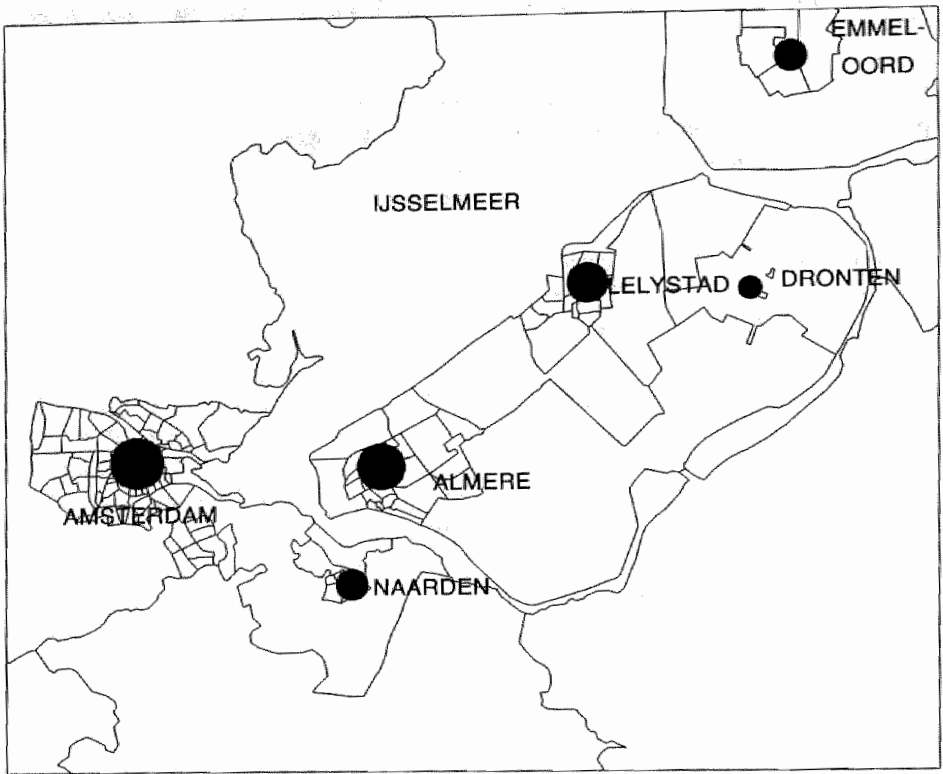 EMMEL-
OORD
IJSSELMEER
LELYSTAD
DRONTEN
ALMERE
AMSTERDAM
NAARDEN